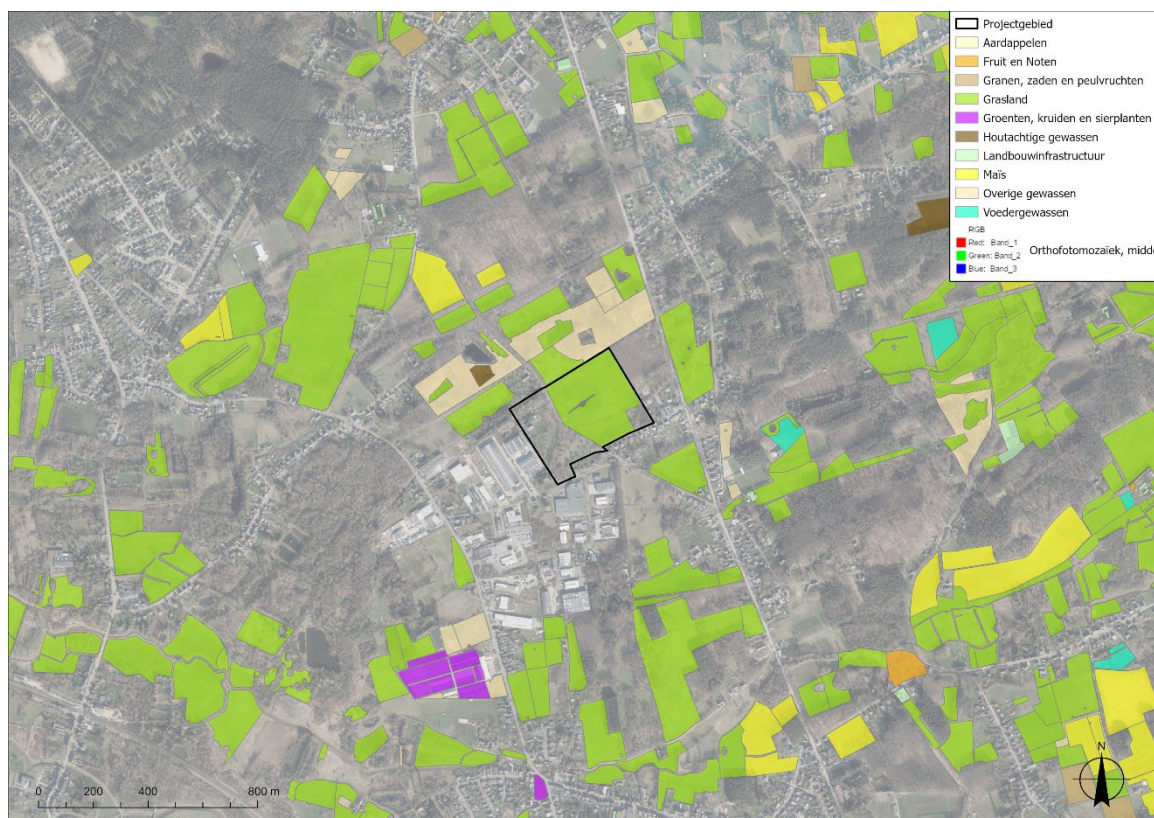 Projectgebied
Aardappelen
Fruit en Noten
Granen, zaden en peulvruchten
Grasland
Groenten, kruiden en sierplanten
Houtachtige gewassen
Landbouwinfrastructuur
Maïs
Overige gewassen
Voedergewassen
RGB
Red: Band_1
Green: Band_2
Blue: Band_3
Orthofotomozaïek, midde
N
0 200 400 800 m